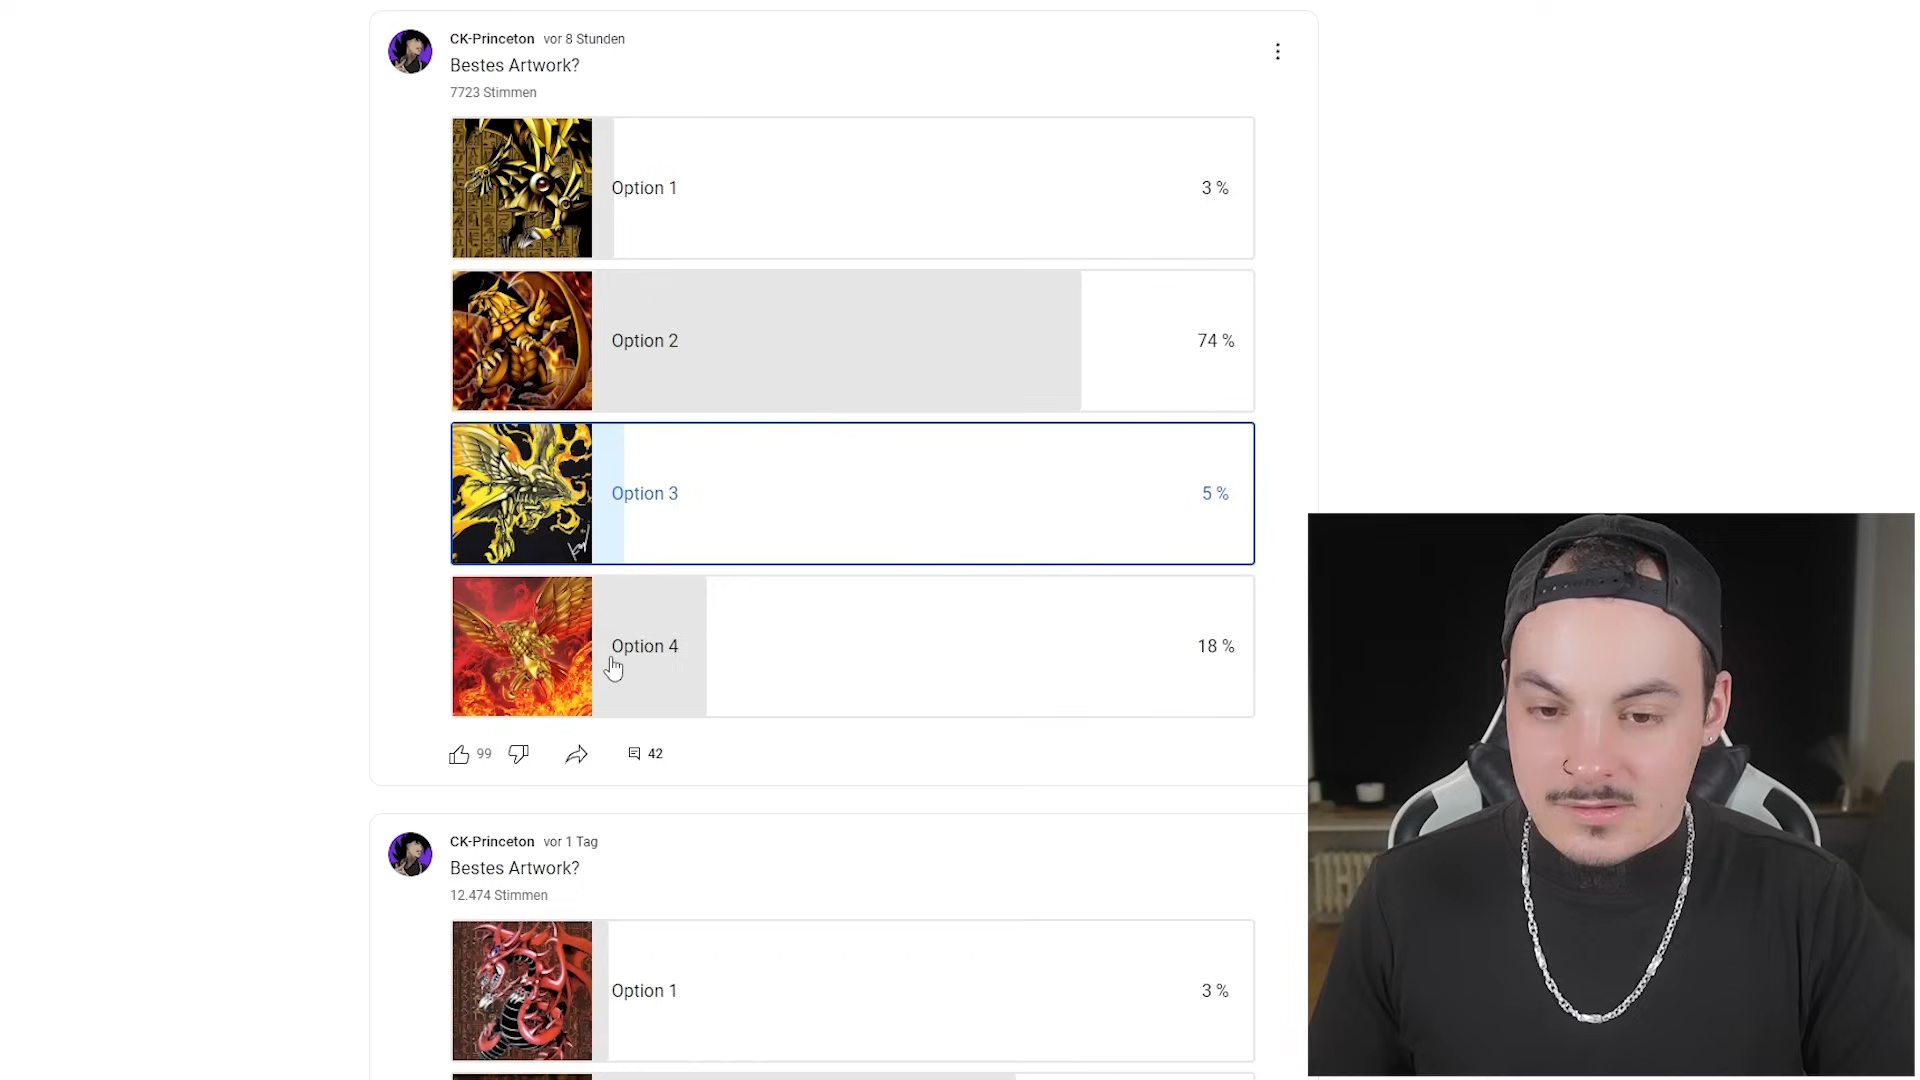 CK-Princeton vor 8 Stunden
Bestes Artwork?
7723 Stimmen
Option 1 3 %
Option 2 74 %
Option 3 5 %
Option 4 18 %
99 42
CK-Princeton vor 1 Tag
Bestes Artwork?
12.474 Stimmen
Option 1 3 %